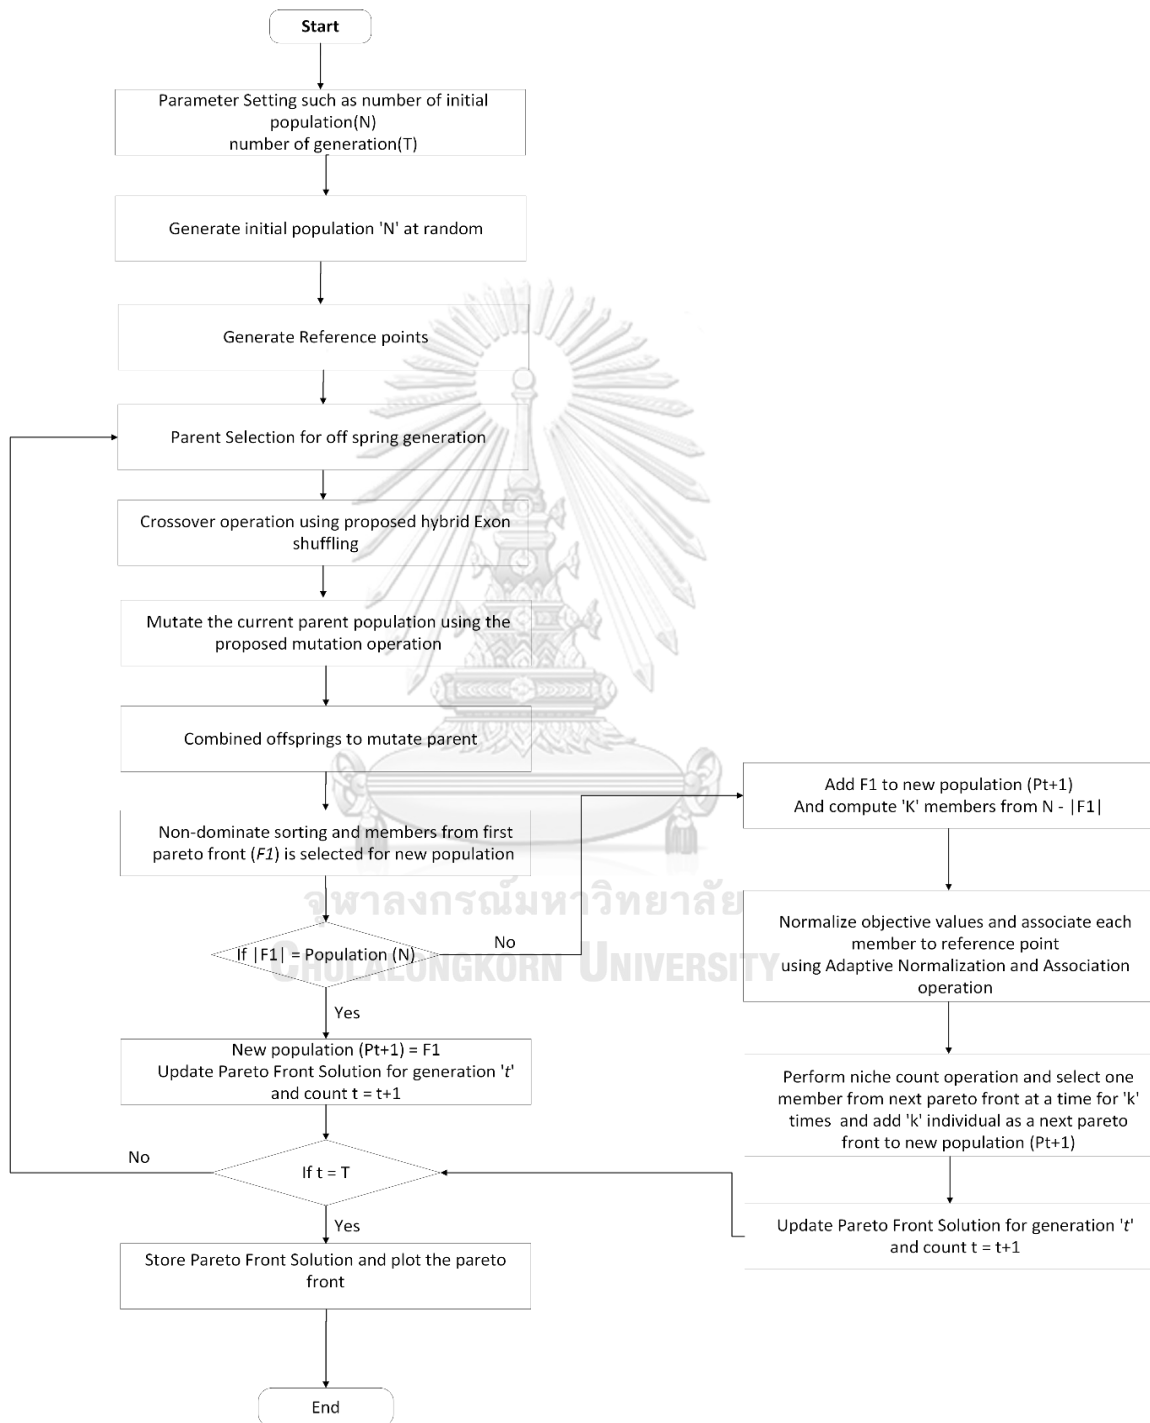 Start
Parameter Setting such as number of initial
population(N)
number of generation(T)
Generate initial population 'N' at random
Generate Reference points
Parent Selection for off spring generation
Crossover operation using proposed hybrid Exon
shuffling
Mutate the current parent population using the
proposed mutation operation
Combined offsprings to mutate parent
Non-dominate sorting and members from first
pareto front (F1) is selected for new population
จุฬาลงกรณ์มหาวิทยาลัย
CHULALONGKORN UNIVERSITY
If |F1| = Population (N)
No
Yes
New population (Pt+1) = F1
Update Pareto Front Solution for generation 't'
and count t = t+1
Add F1 to new population (Pt+1)
And compute 'K' members from N - |F1|
Normalize objective values and associate each
member to reference point
using Adaptive Normalization and Association
operation
Perform niche count operation and select one
member from next pareto front at a time for 'k'
times and add 'k' individual as a next pareto
front to new population (Pt+1)
Update Pareto Front Solution for generation 't'
and count t = t+1
No
If t = T
Yes
Store Pareto Front Solution and plot the pareto
front
End